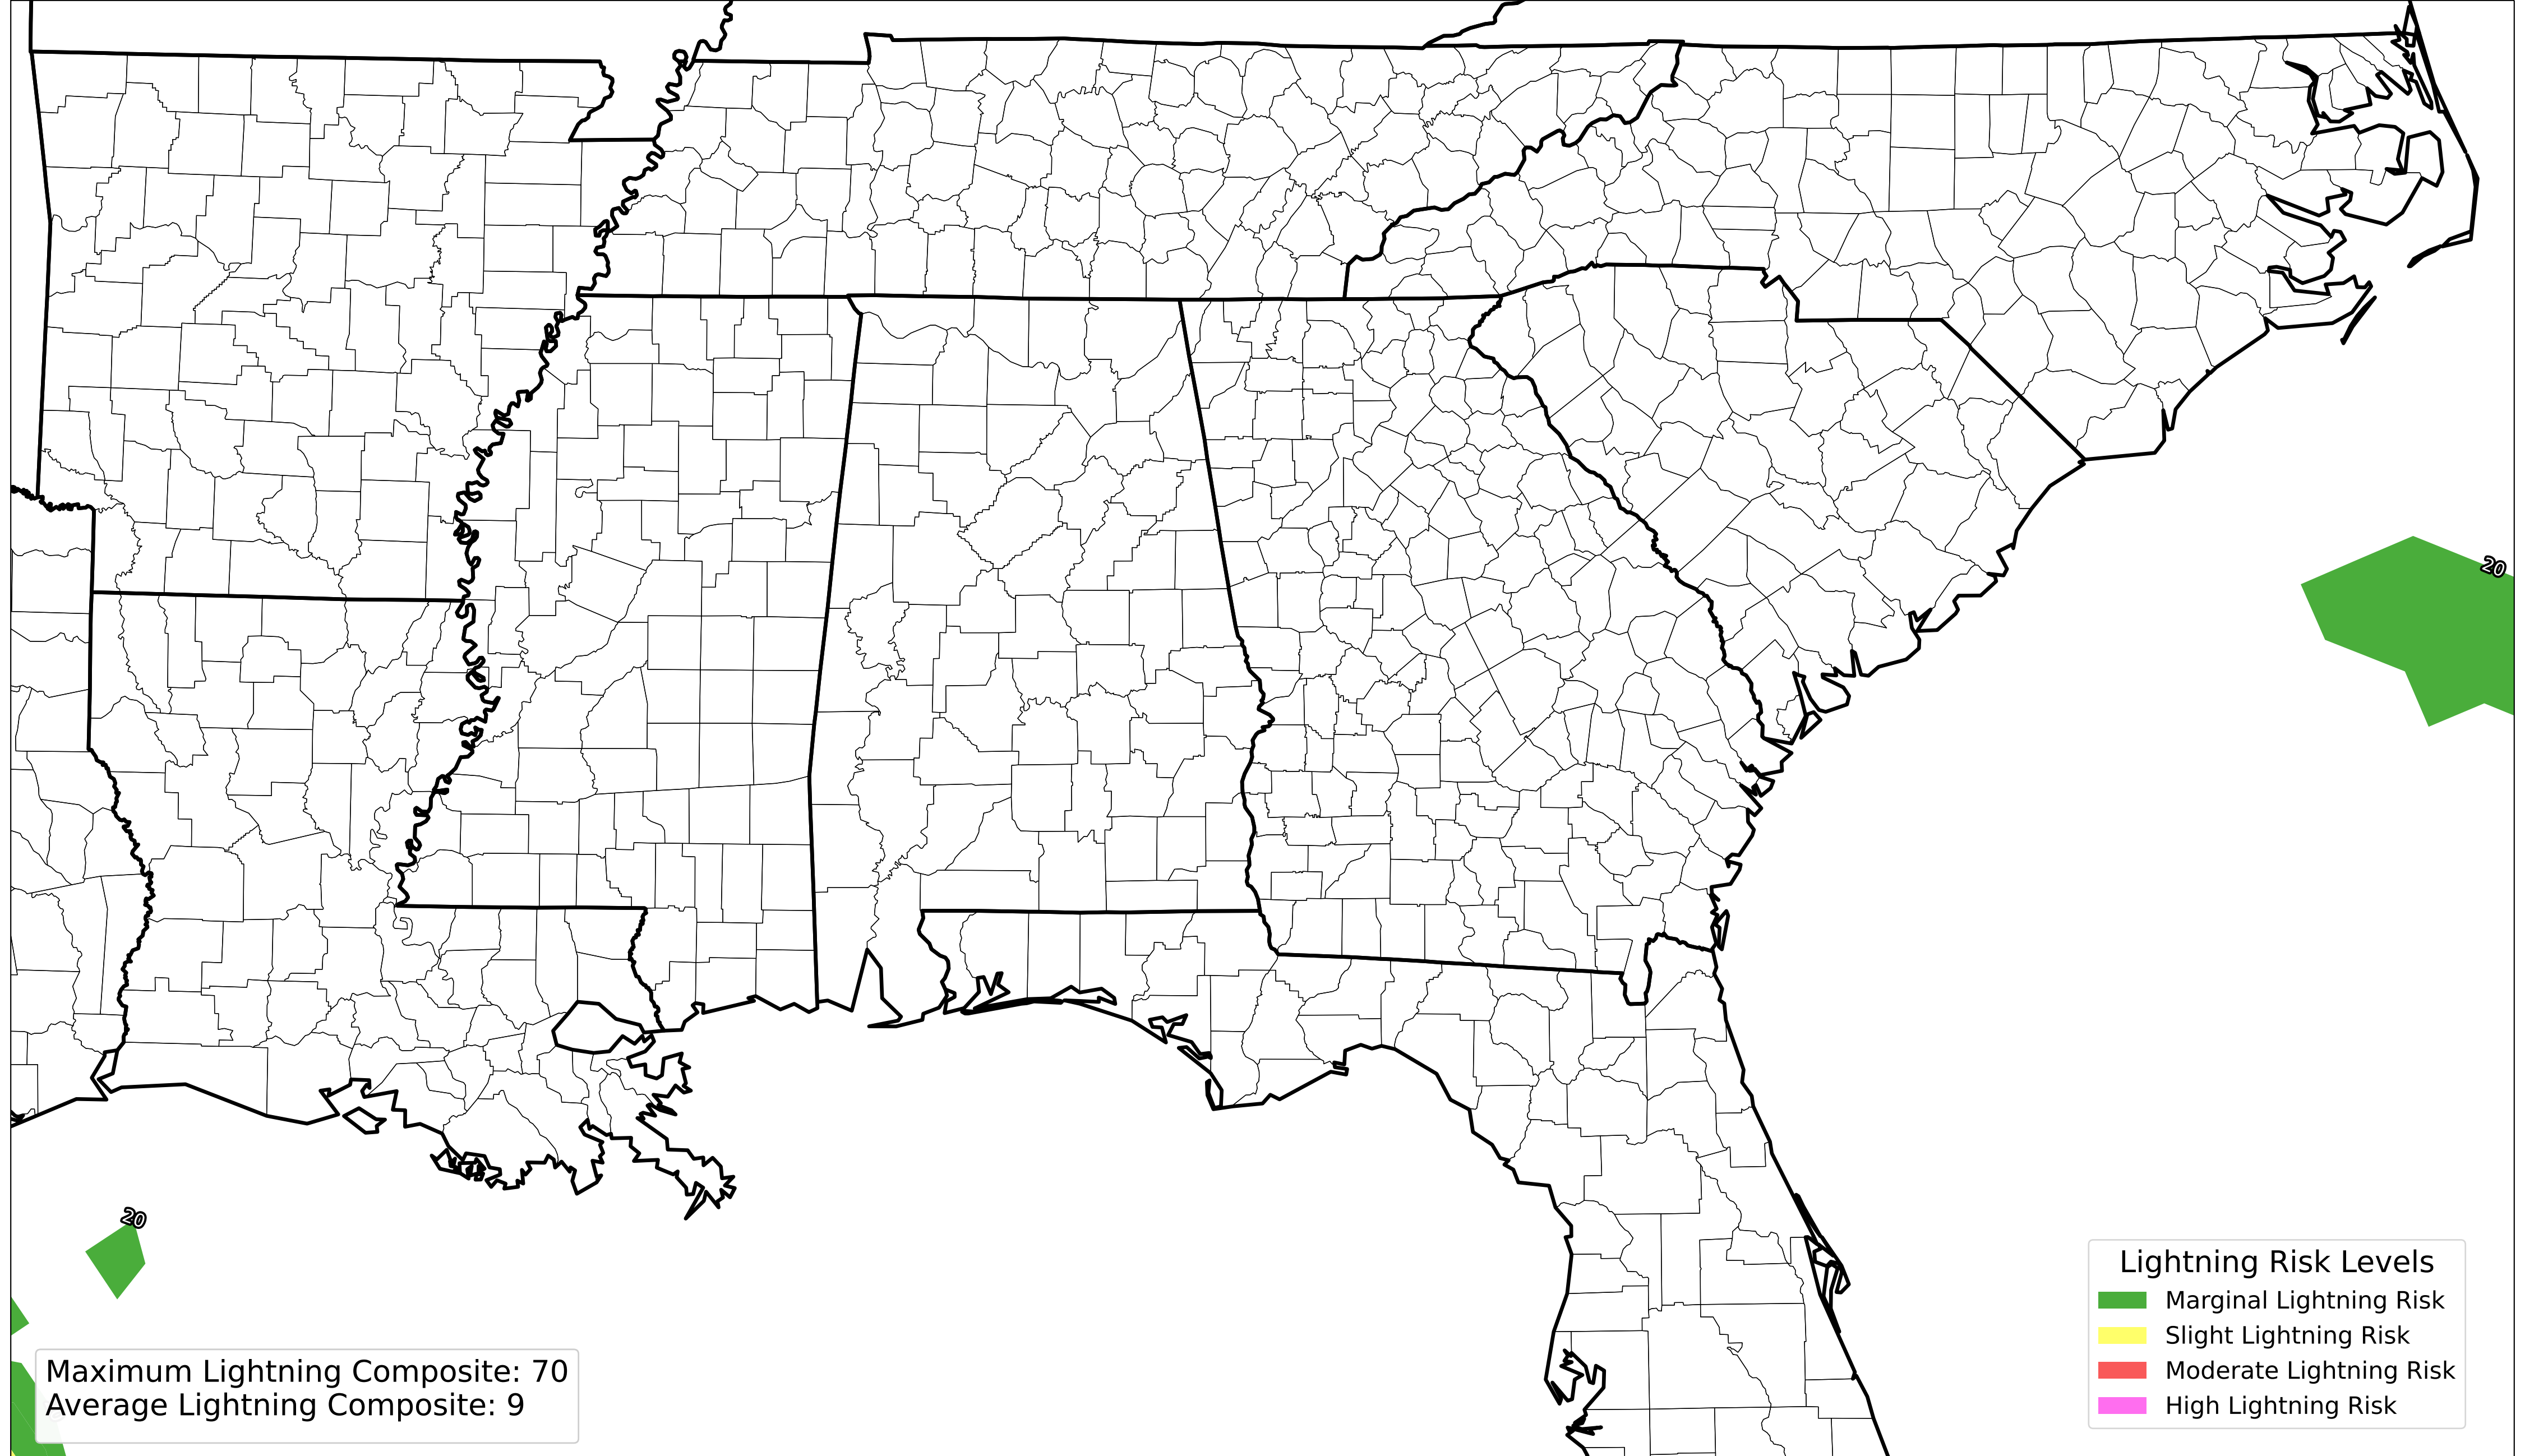 20
20
Maximum Lightning Composite: 70
Average Lightning Composite: 9
Lightning Risk Levels
Marginal Lightning Risk
Slight Lightning Risk
Moderate Lightning Risk
High Lightning Risk